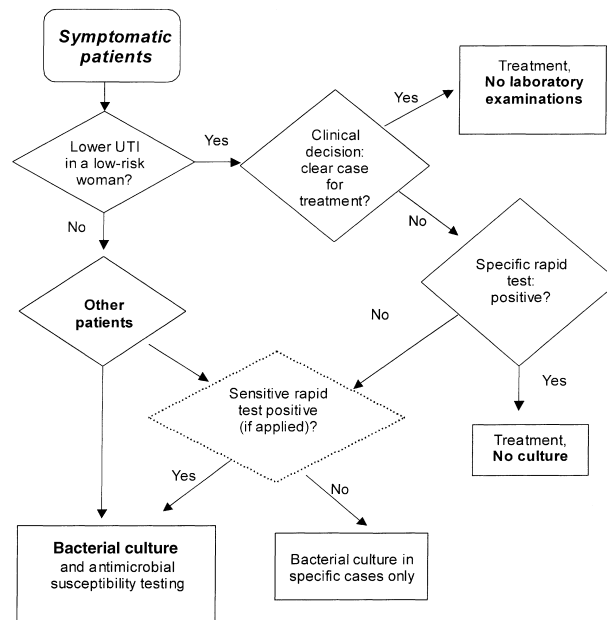 Symptomatic
patients
Treatment,
No laboratory
examinations
Yes
Lower UTI
in a low-risk
woman?
Yes
Clinical
decision:
clear case
for
treatment?
No
No
Specific rapid
test:
positive?
Other
patients
No
Sensitive rapid
test positive
(if applied)?
Yes
Treatment,
No culture
Yes
No
Bacterial culture
and antimicrobial
susceptibility testing
Bacterial culture in
specific cases only